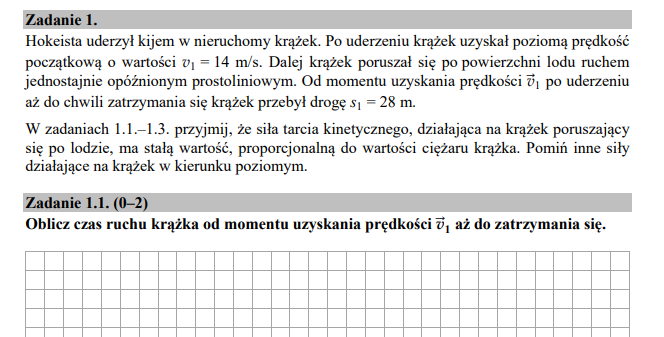 Zadanie 1.
Hokeista uderzył kijem w nieruchomy krążek. Po uderzeniu krążek uzyskał poziomą prędkość
początkową o wartości v₁ = 14 m/s. Dalej krążek poruszał się po powierzchni lodu ruchem
jednostajnie opóźnionym prostoliniowym. Od momentu uzyskania prędkości v⃗₁ po uderzeniu
aż do chwili zatrzymania się krążek przebył drogę s₁ = 28 m.
W zadaniach 1.1.–1.3. przyjmij, że siła tarcia kinetycznego, działająca na krążek poruszający
się po lodzie, ma stałą wartość, proporcjonalną do wartości ciężaru krążka. Pomiń inne siły
działające na krążek w kierunku poziomym.
Zadanie 1.1. (0–2)
Oblicz czas ruchu krążka od momentu uzyskania prędkości v⃗₁ aż do zatrzymania się.